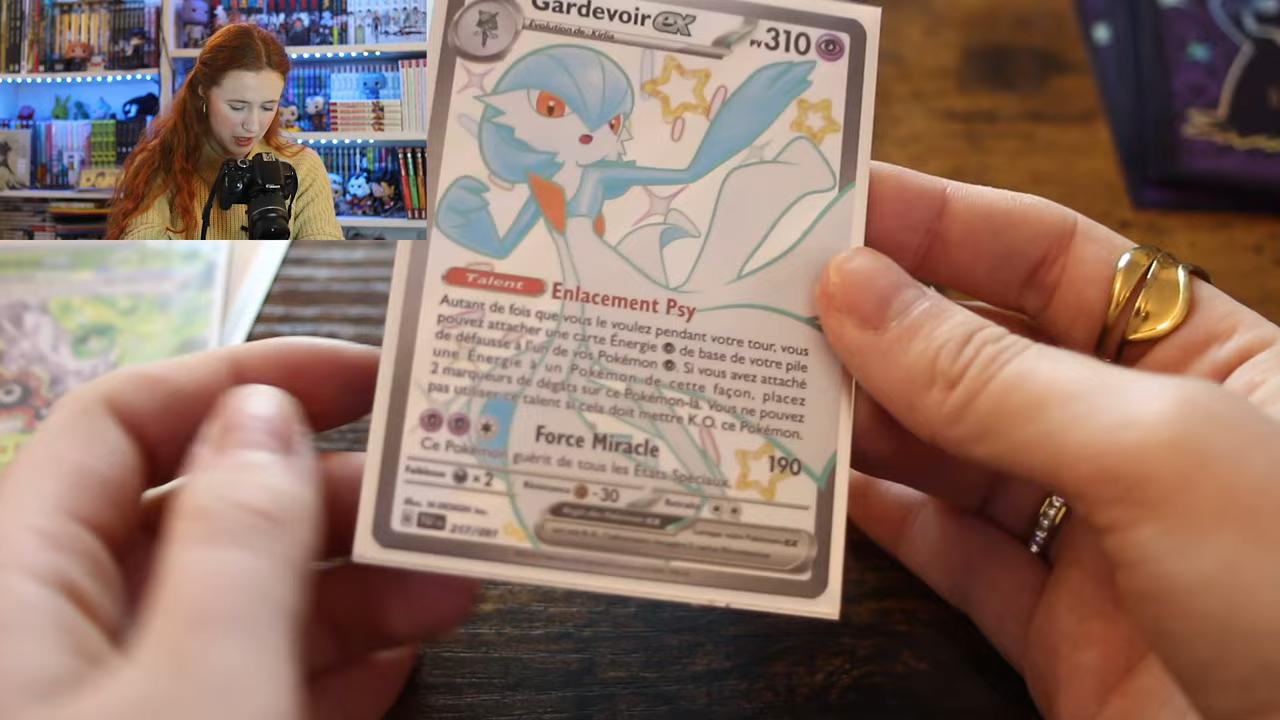 Gardevoir ex
Évolution de : Kirlia
PV 310
Talent Enlacement Psy
Autant de fois que vous le voulez pendant votre tour, vous
pouvez attacher une carte Énergie de base de votre pile
de défausse à l'un de vos Pokémon. Si vous avez attaché
une Énergie à un Pokémon de cette façon, placez
2 marqueurs de dégâts sur ce Pokémon-là. Vous ne pouvez
pas utiliser ce talent si cela doit mettre K.O. ce Pokémon.
Force Miracle 190
Ce Pokémon guérit de tous les États Spéciaux.
Faiblesse ×2 Résistance -30 Retraite
217/091